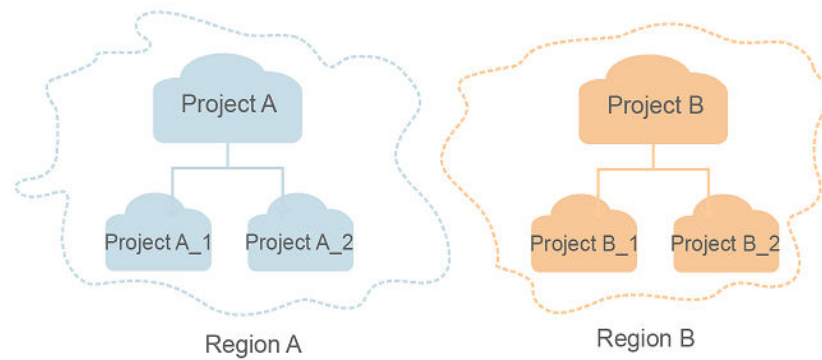 Project A
Project B
Project A_1
Project A_2
Project B_1
Project B_2
Region A
Region B